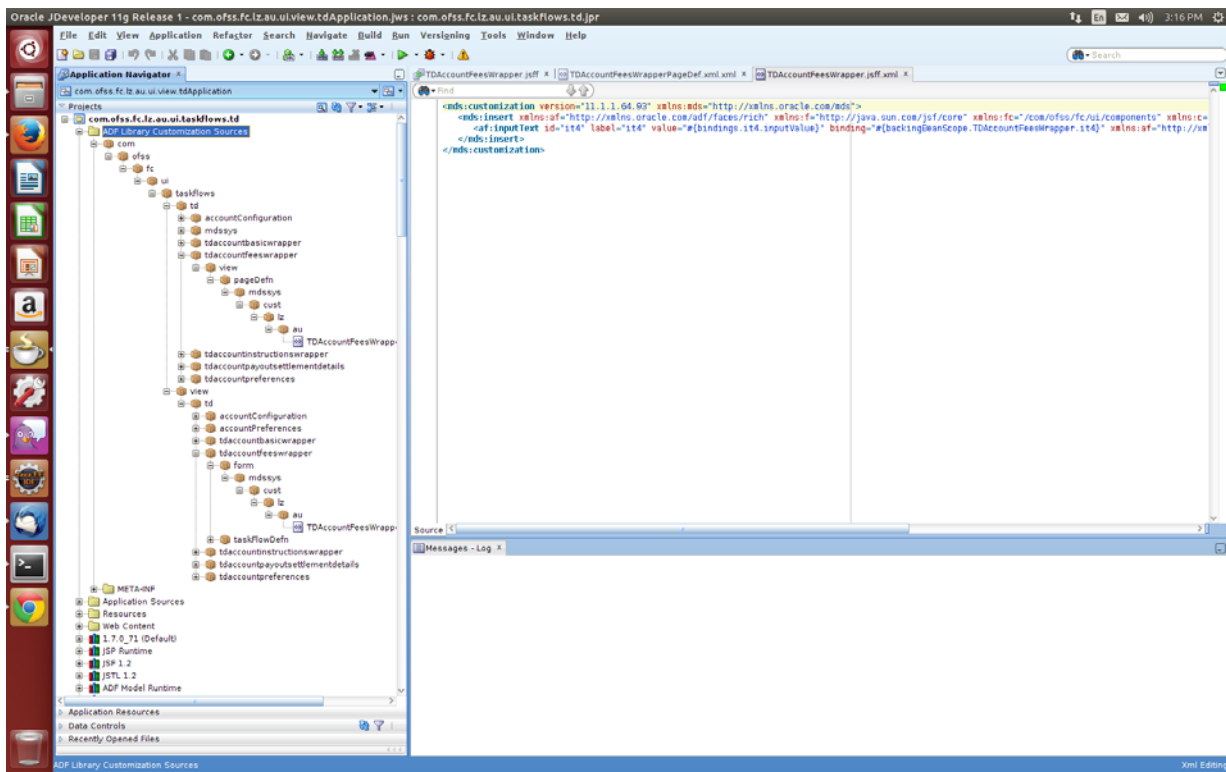 Oracle JDeveloper 11g Release 1 - com.ofss.fc.lz.au.ui.view.tdApplication.jws : com.ofss.fc.lz.au.ui.taskflows.td.jpr
En
3:16 PM
File Edit View Application Refactor Search Navigate Build Run Versioning Tools Window Help
Search
Application Navigator
TDAccountFeesWrapper.jsff
TDAccountFeesWrapperPageDef.xml.xml
TDAccountFeesWrapper.jsff.xml
com.ofss.fc.lz.au.ui.view.tdApplication
Find
Projects
com.ofss.fc.lz.au.ui.taskflows.td
ADF Library Customization Sources
com
ofss
fc
ui
taskflows
td
accountConfiguration
mdssys
tdaccountbasicwrapper
tdaccountfeeswrapper
view
pageDefn
mdssys
cust
lz
au
TDAccountFeesWrapp
tdaccountinstructionswrapper
tdaccountpayoutsettlementdetails
tdaccountpreferences
view
td
accountConfiguration
accountPreferences
tdaccountbasicwrapper
tdaccountfeeswrapper
form
mdssys
cust
lz
au
TDAccountFeesWrapp
taskFlowDefn
tdaccountinstructionswrapper
tdaccountpayoutsettlementdetails
tdaccountpreferences
META-INF
Application Sources
Resources
Web Content
1.7.0_71 (Default)
JSP Runtime
JSF 1.2
JSTL 1.2
ADF Model Runtime
Application Resources
Data Controls
Recently Opened Files
<mds:customization version="11.1.1.64.93" xmlns:mds="http://xmlns.oracle.com/mds">
<mds:insert xmlns:af="http://xmlns.oracle.com/adf/faces/rich" xmlns:f="http://java.sun.com/jsf/core" xmlns:fc="/com/ofss/fc/ui/components" xmlns:c=
<af:inputText id="it4" label="it4" value="#{bindings.it4.inputValue}" binding="#{backingBeanScope.TDAccountFeesWrapper.it4}" xmlns:af="http://xm
</mds:insert>
</mds:customization>
Source
Messages - Log
ADF Library Customization Sources
Xml Editing